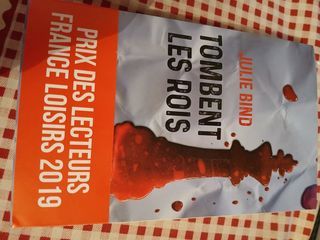 JULIE BIND
TOMBENT
LES ROIS
PRIX DES LECTEURS
FRANCE LOISIRS 2019